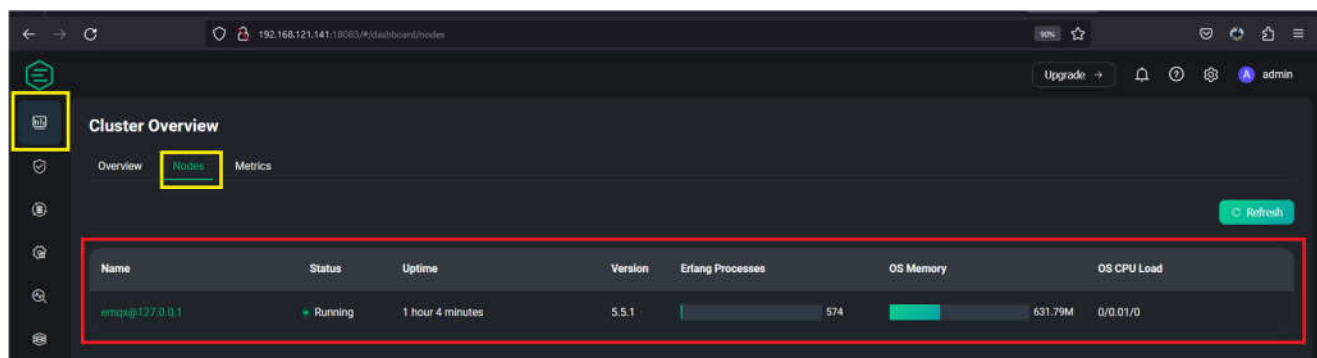 192.168.121.141:18083/#/dashboard/nodes 90%
Upgrade → A admin
Cluster Overview
Overview Nodes Metrics
Refresh
Name Status Uptime Version Erlang Processes OS Memory OS CPU Load
emqx@127.0.0.1 Running 1 hour 4 minutes 5.5.1 574 631.79M 0/0.01/0